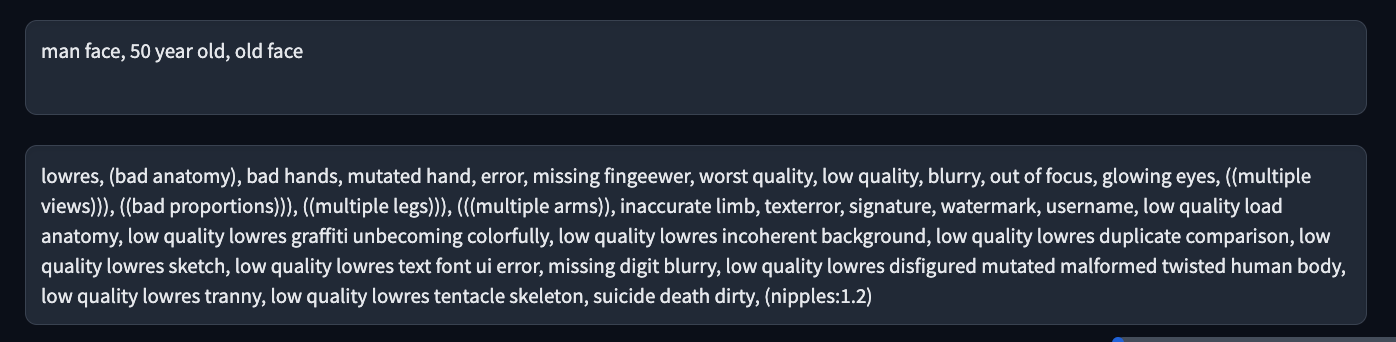 man face, 50 year old, old face
lowres, (bad anatomy), bad hands, mutated hand, error, missing fingeewer, worst quality, low quality, blurry, out of focus, glowing eyes, ((multiple
views))), ((bad proportions))), ((multiple legs))), (((multiple arms)), inaccurate limb, texterror, signature, watermark, username, low quality load
anatomy, low quality lowres graffiti unbecoming colorfully, low quality lowres incoherent background, low quality lowres duplicate comparison, low
quality lowres sketch, low quality lowres text font ui error, missing digit blurry, low quality lowres disfigured mutated malformed twisted human body,
low quality lowres tranny, low quality lowres tentacle skeleton, suicide death dirty, (nipples:1.2)